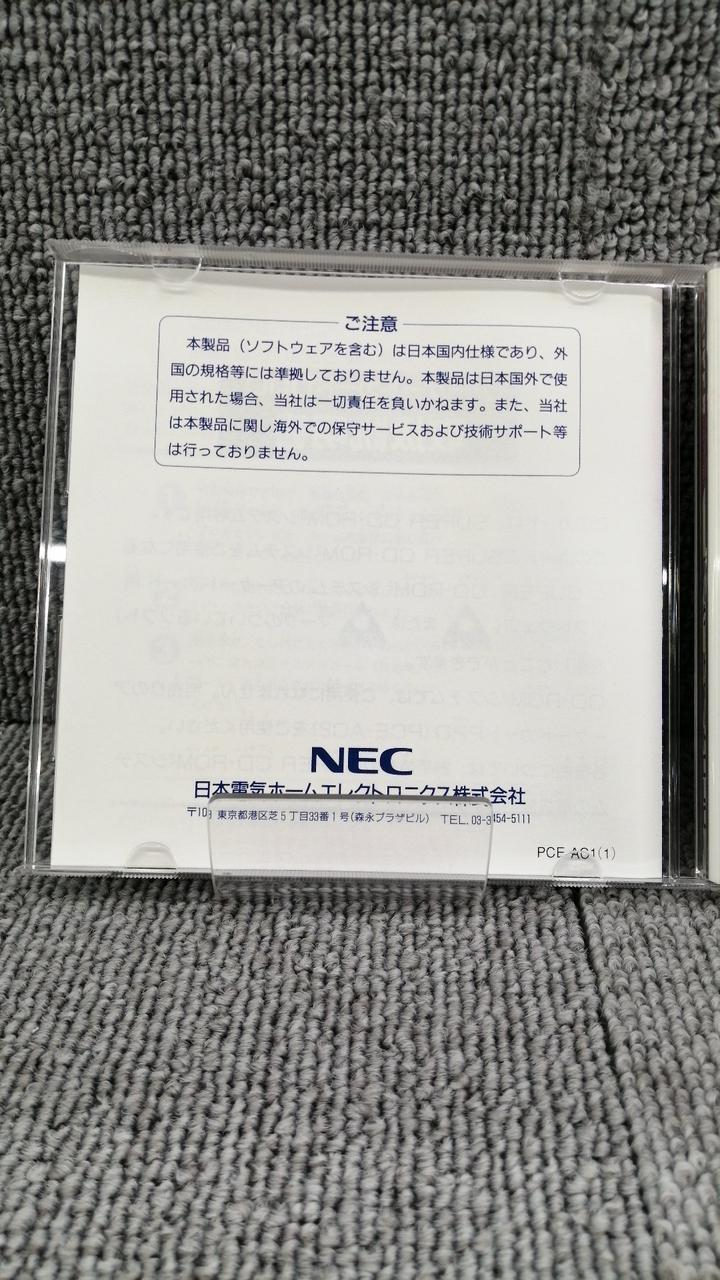 ご注意
本製品（ソフトウェアを含む）は日本国内仕様であり、外
国の規格等には準拠しておりません。本製品は日本国外で使
用された場合、当社は一切責任を負いかねます。また、当社
は本製品に関し海外での保守サービスおよび技術サポート等
は行っておりません。
NEC
日本電気ホームエレクトロニクス株式会社
〒108 東京都港区芝5丁目33番1号(森永プラザビル) TEL.03-3454-5111
PCE-AC1(1)